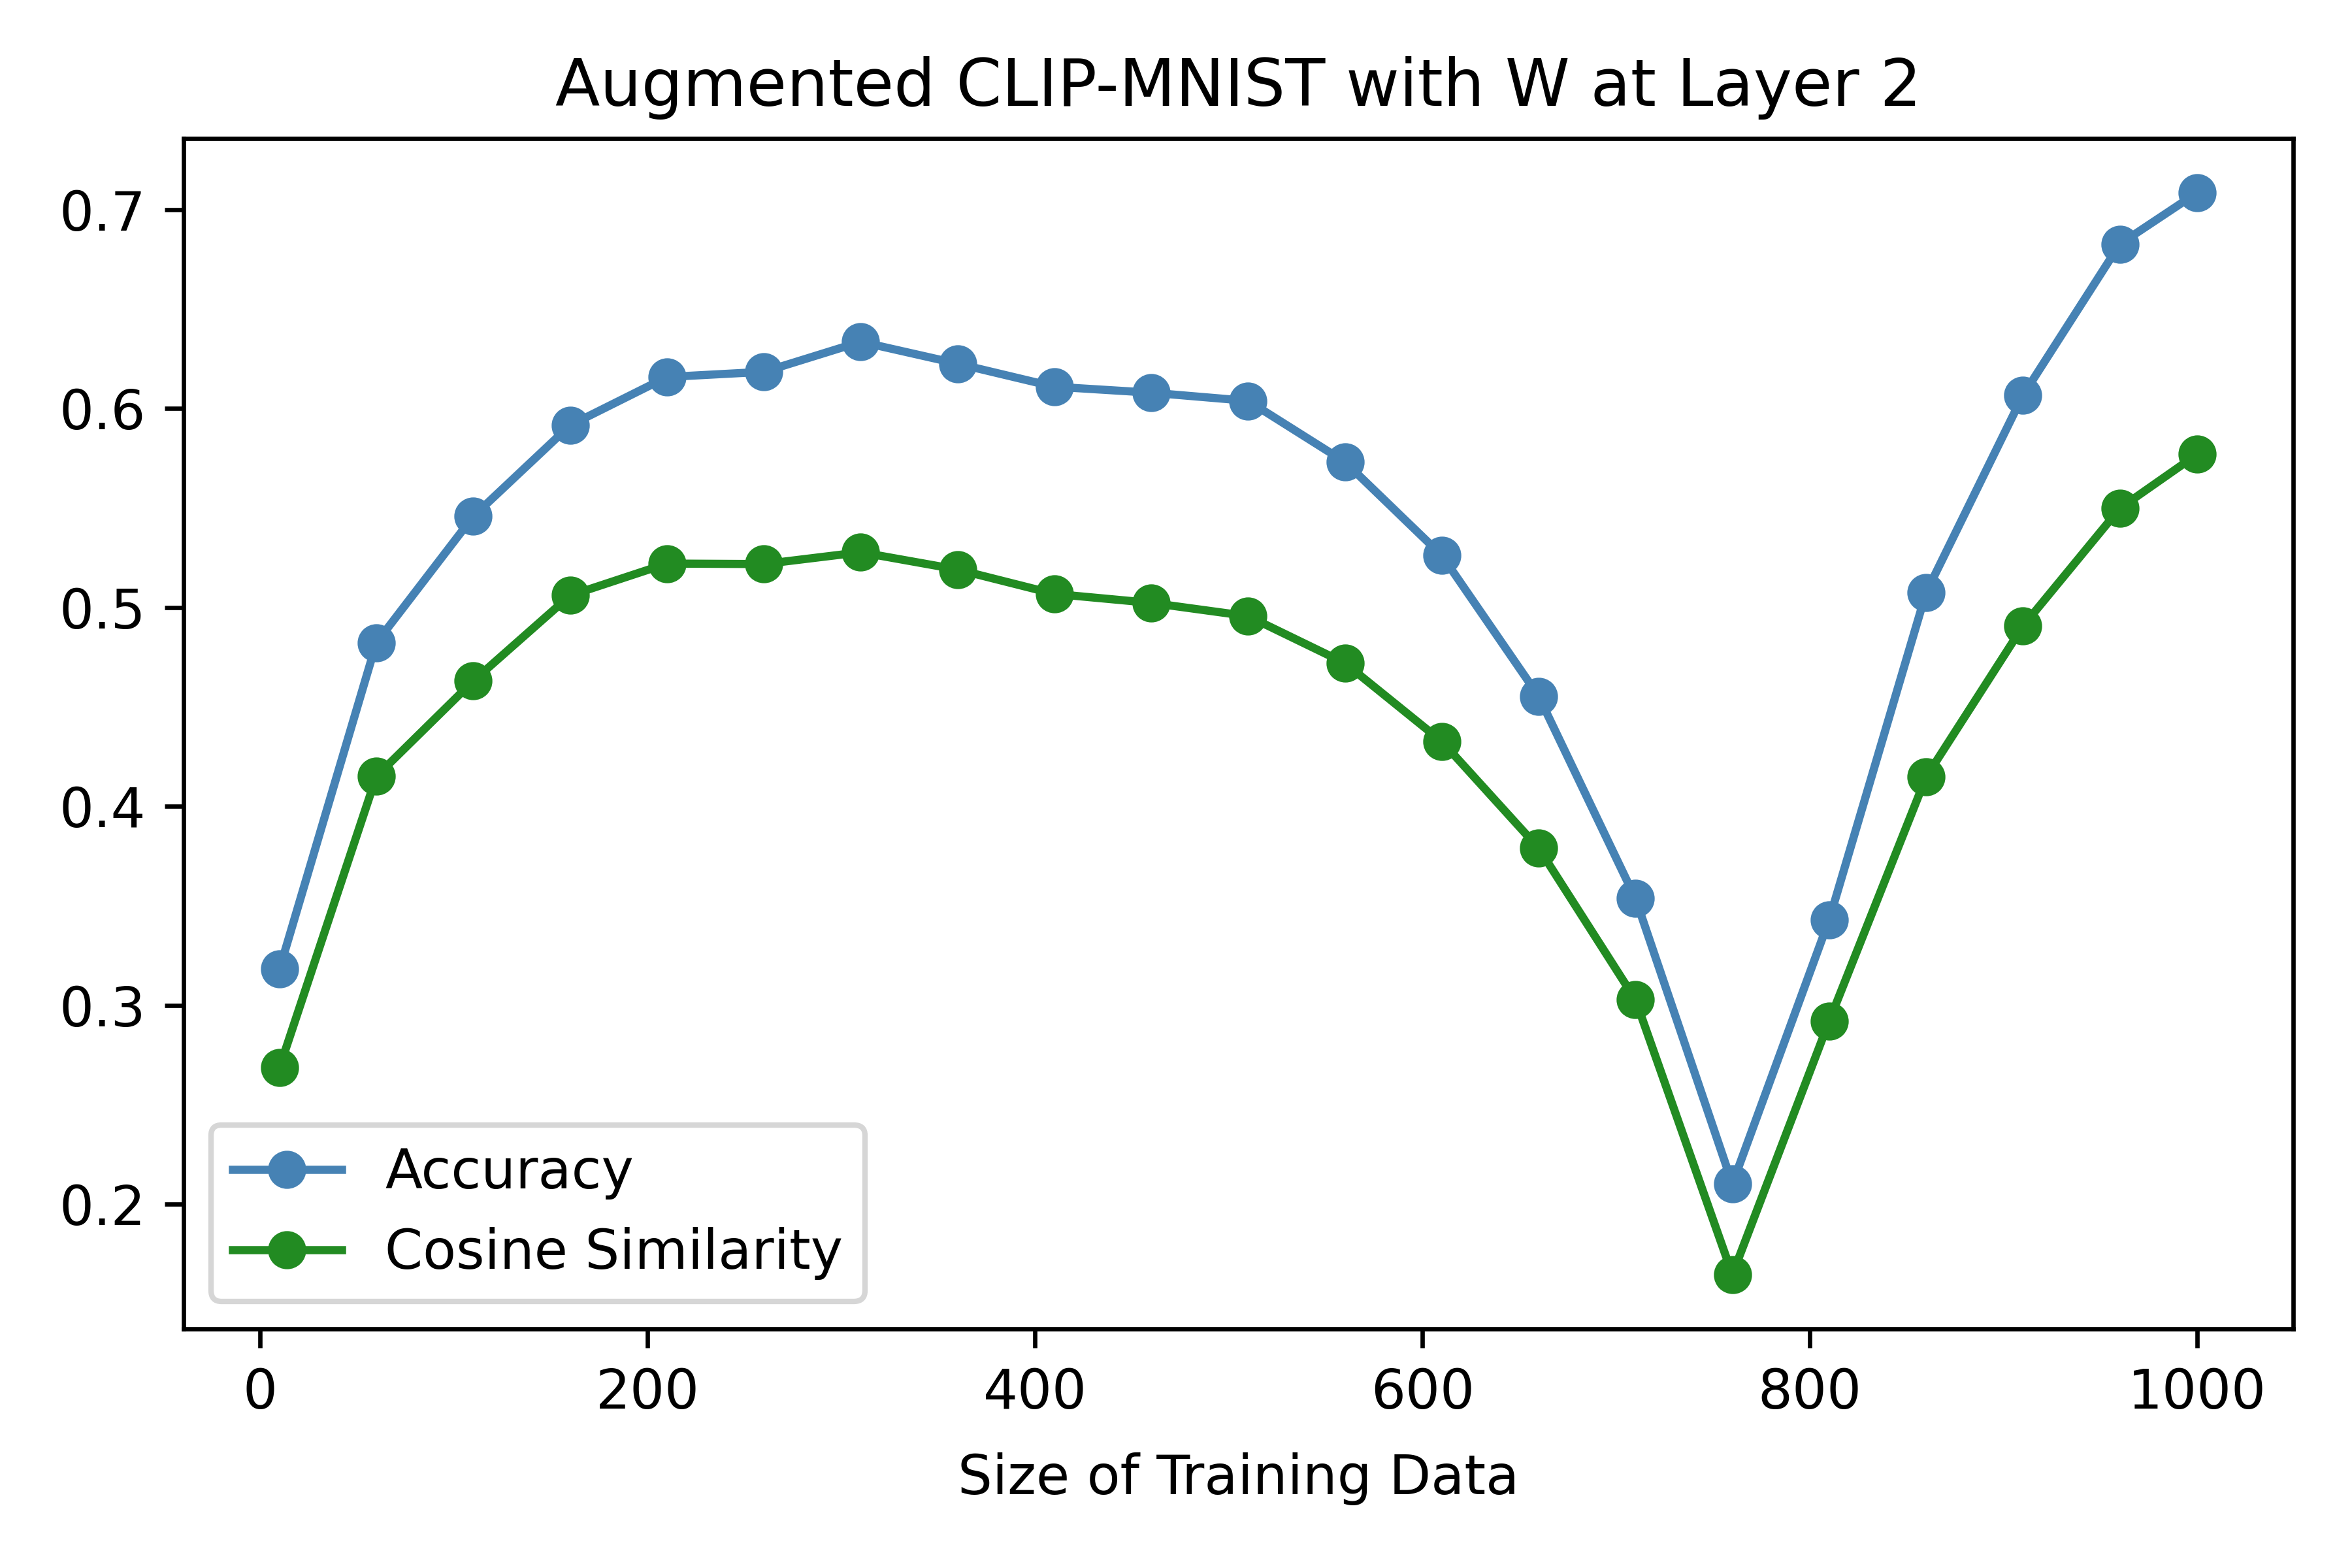 Augmented CLIP-MNIST with W at Layer 2
0.7
0.6
0.5
0.4
0.3
0.2
Accuracy
Cosine Similarity
0 200 400 600 800 1000
Size of Training Data